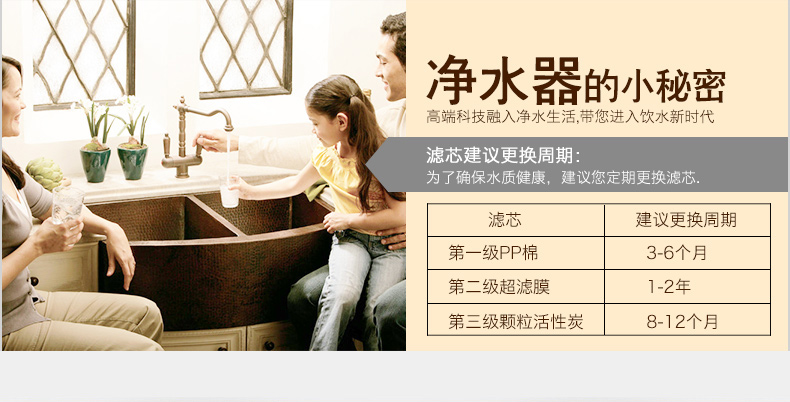 净水器的小秘密
高端科技融入净水生活,带您进入饮水新时代
滤芯建议更换周期：
为了确保水质健康，建议您定期更换滤芯.
滤芯 建议更换周期
第一级PP棉 3-6个月
第二级超滤膜 1-2年
第三级颗粒活性炭 8-12个月